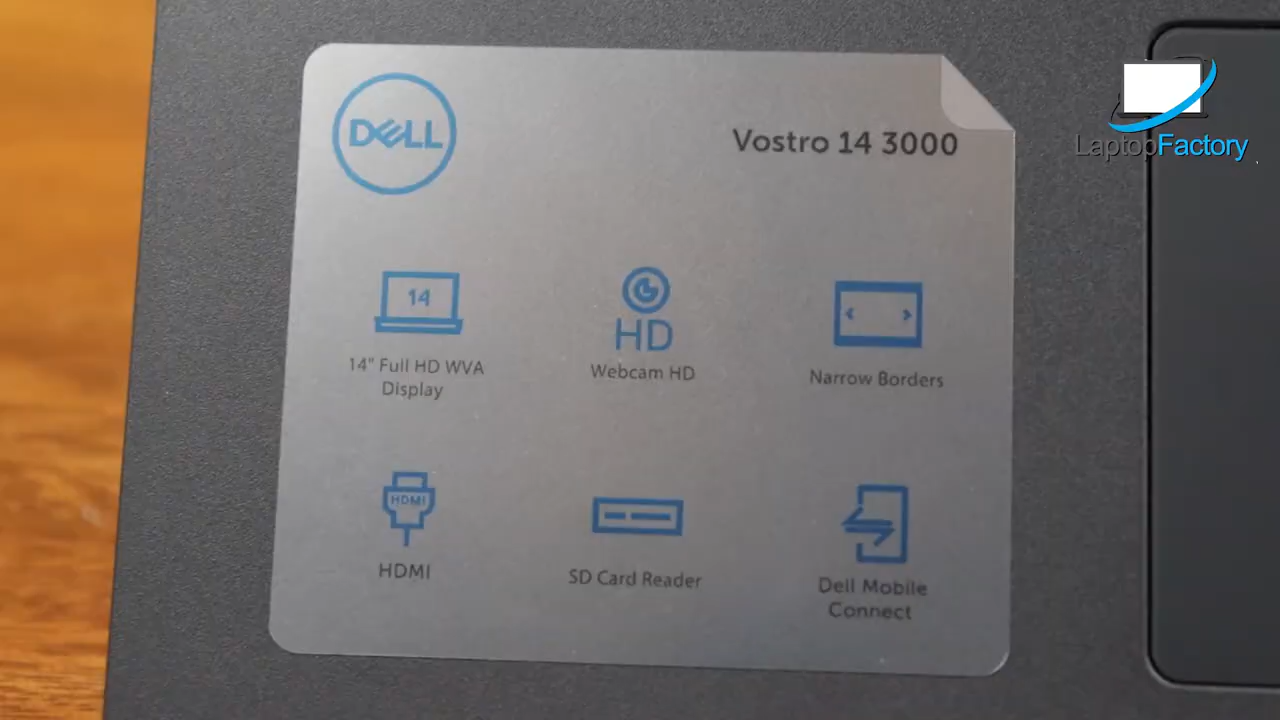 DELL
Vostro 14 3000
LaptopFactory
14
HD
14" Full HD WVA
Display
Webcam HD
Narrow Borders
HDMI
HDMI
SD Card Reader
Dell Mobile
Connect